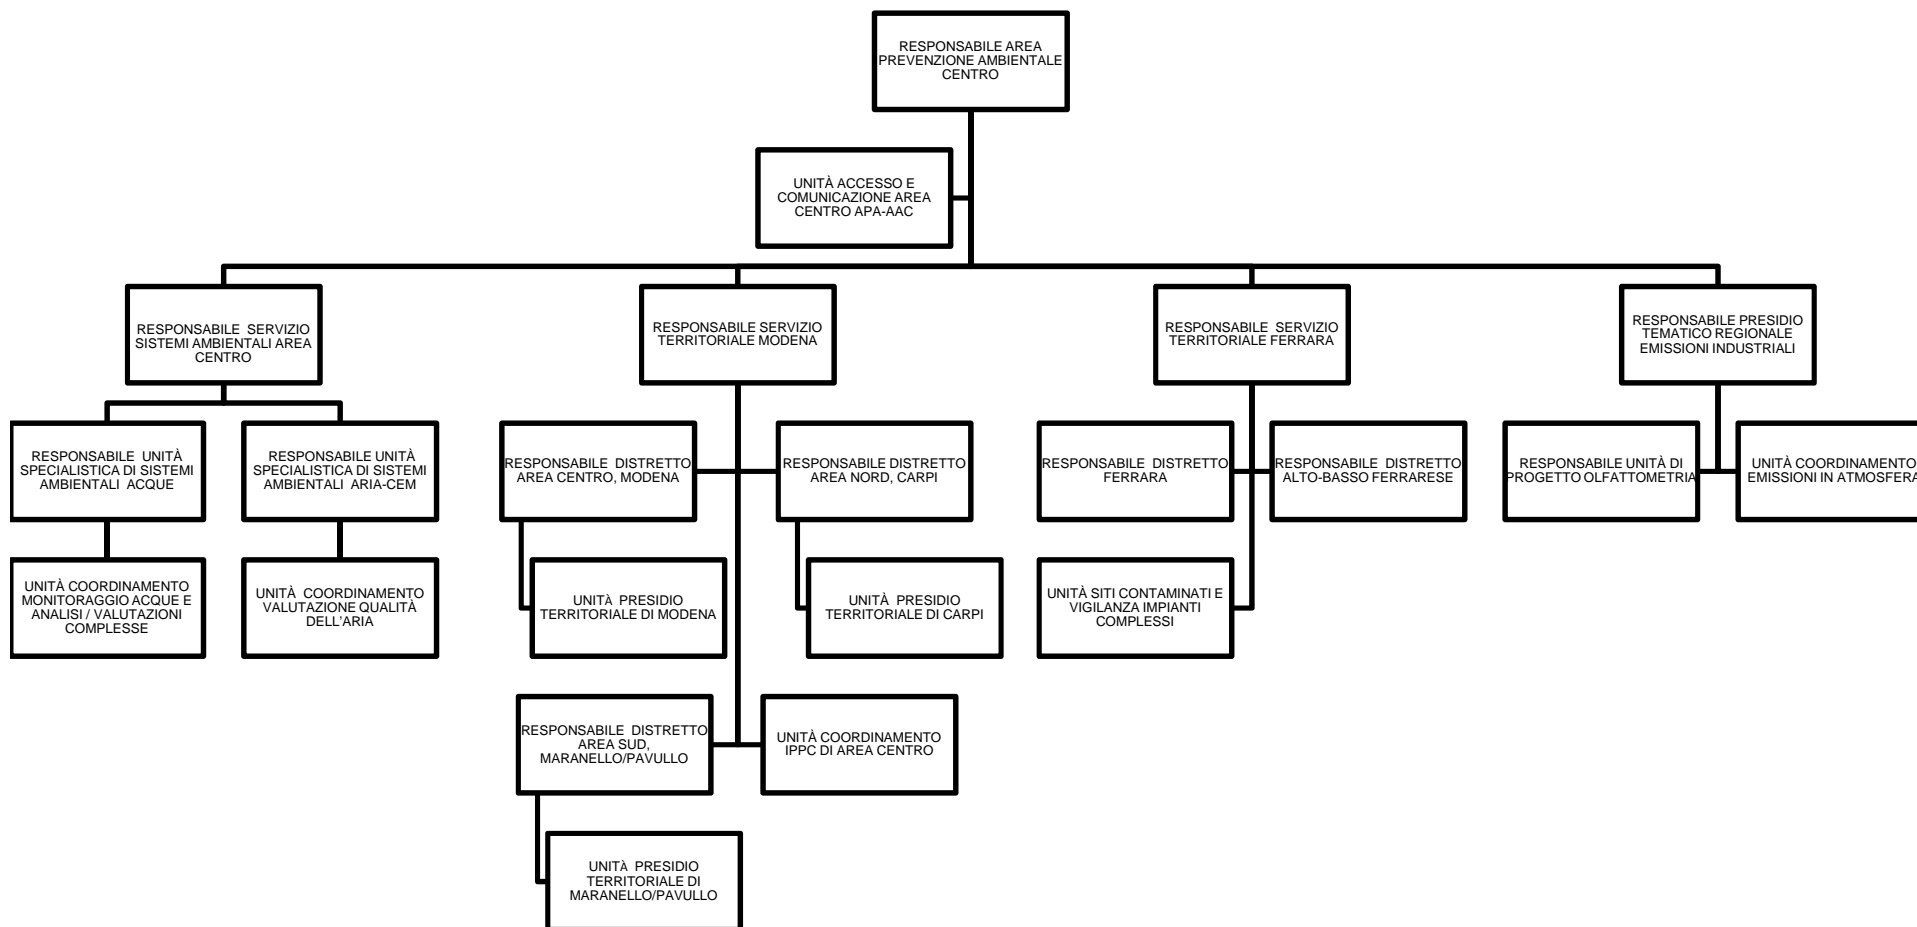 RESPONSABILE AREA
PREVENZIONE AMBIENTALE
CENTRO
UNITÀ ACCESSO E
COMUNICAZIONE AREA
CENTRO APA-AAC
RESPONSABILE SERVIZIO
SISTEMI AMBIENTALI AREA
CENTRO
RESPONSABILE SERVIZIO
TERRITORIALE MODENA
RESPONSABILE SERVIZIO
TERRITORIALE FERRARA
RESPONSABILE PRESIDIO
TEMATICO REGIONALE
EMISSIONI INDUSTRIALI
RESPONSABILE UNITÀ
SPECIALISTICA DI SISTEMI
AMBIENTALI ACQUE
RESPONSABILE UNITÀ
SPECIALISTICA DI SISTEMI
AMBIENTALI ARIA-CEM
RESPONSABILE DISTRETTO
AREA CENTRO, MODENA
RESPONSABILE DISTRETTO
AREA NORD, CARPI
RESPONSABILE DISTRETTO
FERRARA
RESPONSABILE DISTRETTO
ALTO-BASSO FERRARESE
RESPONSABILE UNITÀ DI
PROGETTO OLFATTOMETRIA
UNITÀ COORDINAMENTO
EMISSIONI IN ATMOSFERA
UNITÀ COORDINAMENTO
MONITORAGGIO ACQUE E
ANALISI / VALUTAZIONI
COMPLESSE
UNITÀ COORDINAMENTO
VALUTAZIONE QUALITÀ
DELL'ARIA
UNITÀ PRESIDIO
TERRITORIALE DI MODENA
UNITÀ PRESIDIO
TERRITORIALE DI CARPI
UNITÀ SITI CONTAMINATI E
VIGILANZA IMPIANTI
COMPLESSI
RESPONSABILE DISTRETTO
AREA SUD,
MARANELLO/PAVULLO
UNITÀ COORDINAMENTO
IPPC DI AREA CENTRO
UNITÀ PRESIDIO
TERRITORIALE DI
MARANELLO/PAVULLO